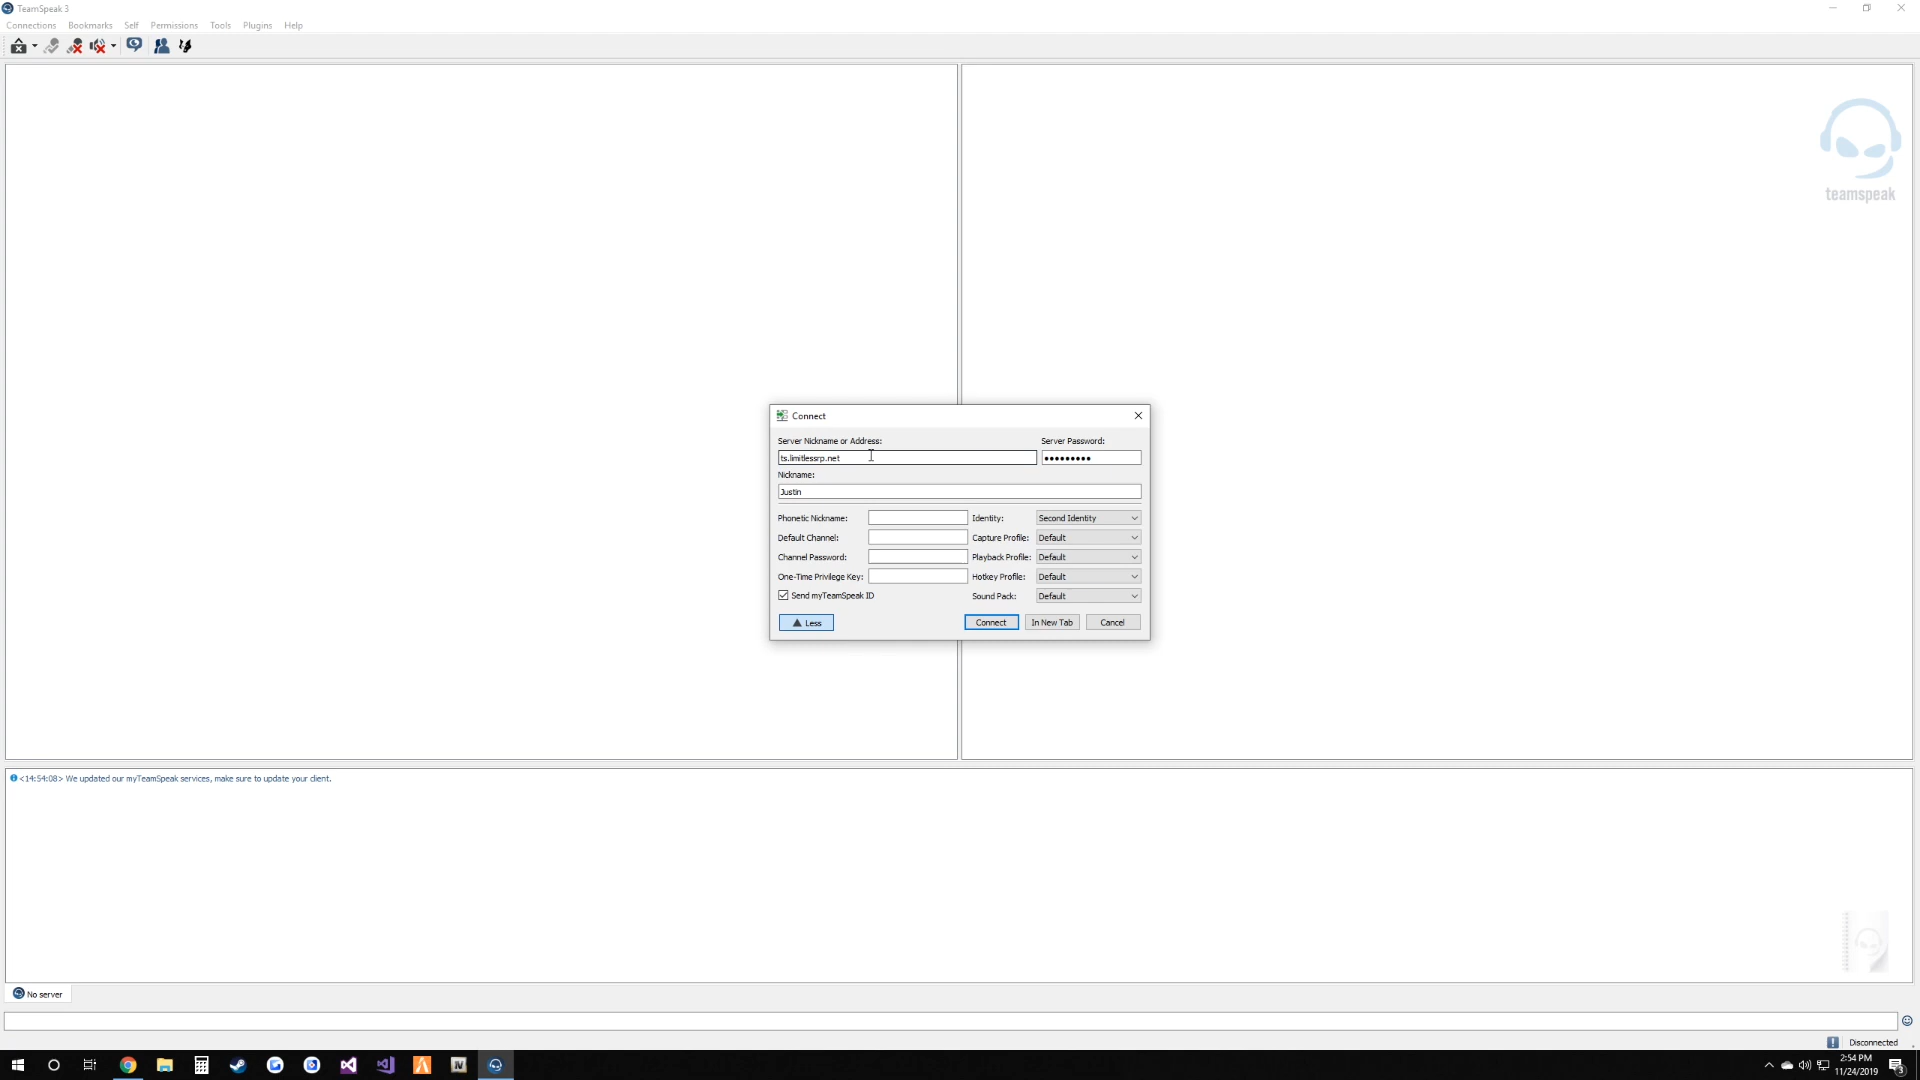 TeamSpeak 3
Connections Bookmarks Self Permissions Tools Plugins Help
teamspeak
Connect
Server Nickname or Address: Server Password:
ts.limitlessrp.net •••••••••
Nickname:
Justin
Phonetic Nickname: Identity: Second Identity
Default Channel: Capture Profile: Default
Channel Password: Playback Profile: Default
One-Time Privilege Key: Hotkey Profile: Default
Send myTeamSpeak ID Sound Pack: Default
Less Connect In New Tab Cancel
<14:54:08> We updated our myTeamSpeak services, make sure to update your client.
No server
Disconnected
2:54 PM
11/24/2019
3